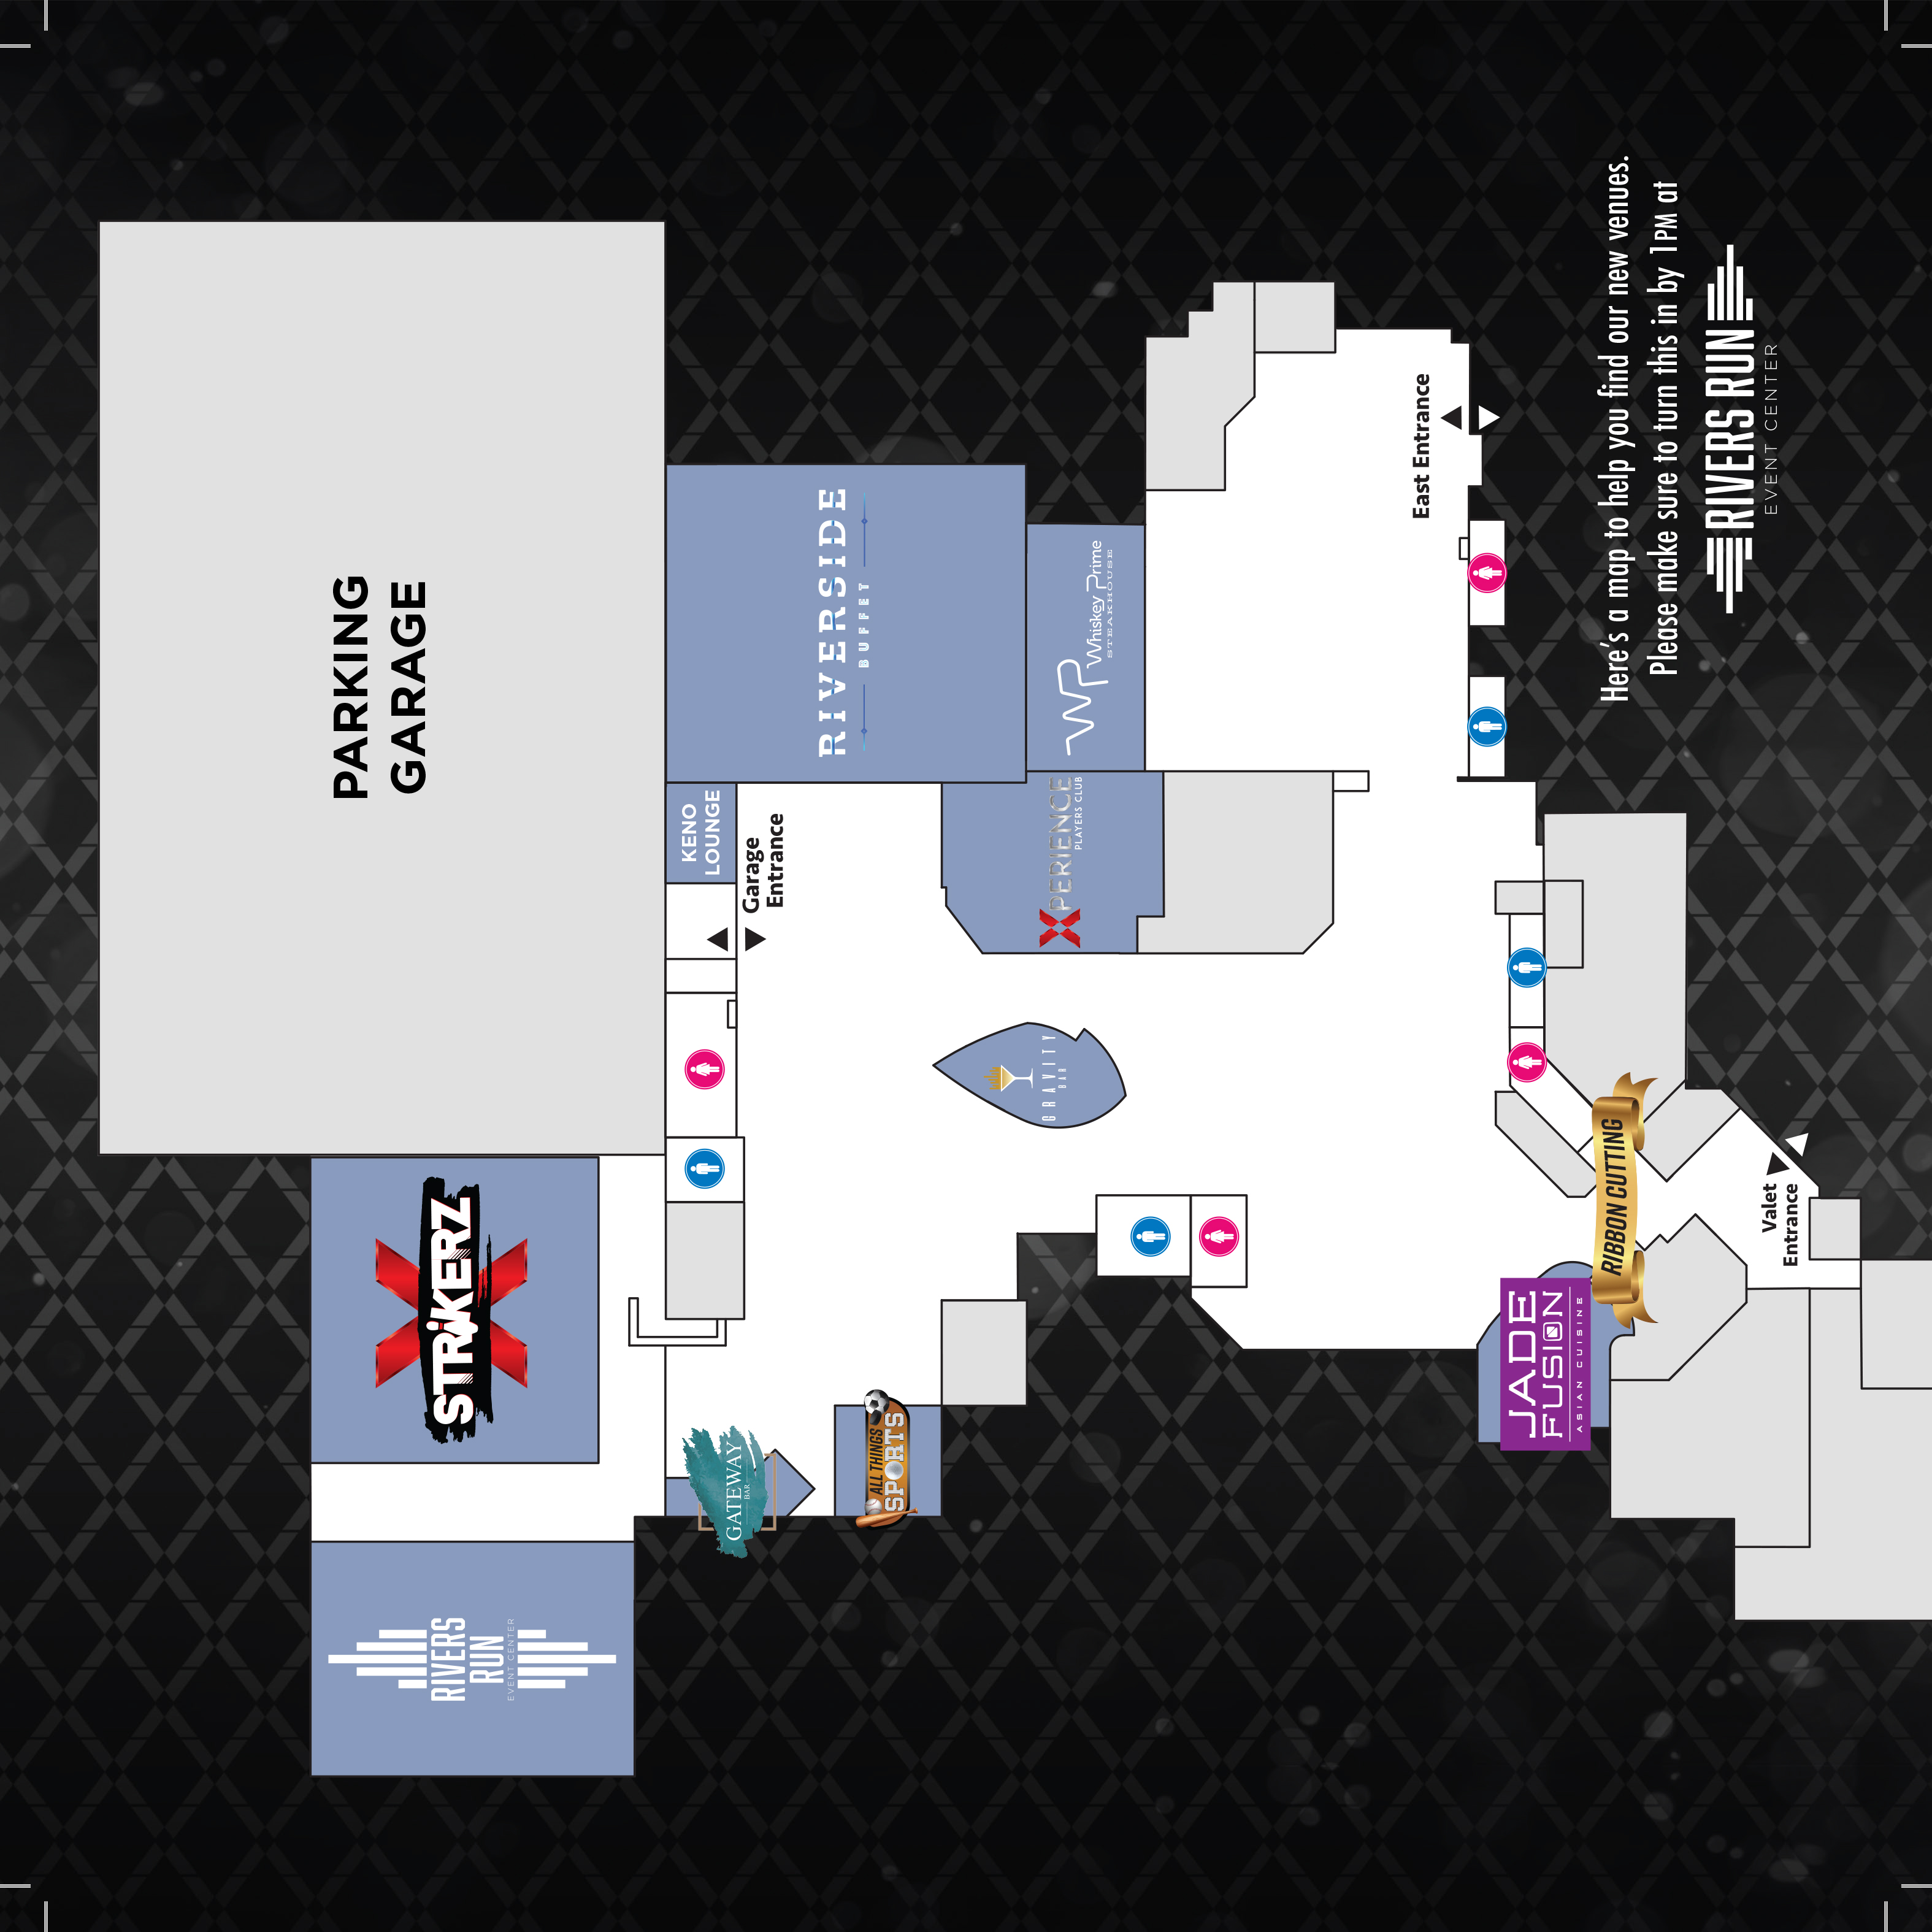 PARKING
GARAGE
RIVERS
RUN
EVENT CENTER
STRIKERZ
KENO
LOUNGE
GATEWAY
BAR
Garage
Entrance
RIVERSIDE
BUFFET
ALL THINGS
SPORTS
GRAVITY
BAR
XPERIENCE
PLAYERS CLUB
WP
Whiskey Prime
STEAKHOUSE
East Entrance
JADE
FUSION
ASIAN CUISINE
RIBBON CUTTING
Valet
Entrance
Here's a map to help you find our new venues.
Please make sure to turn this in by 1PM at
RIVERS RUN
EVENT CENTER